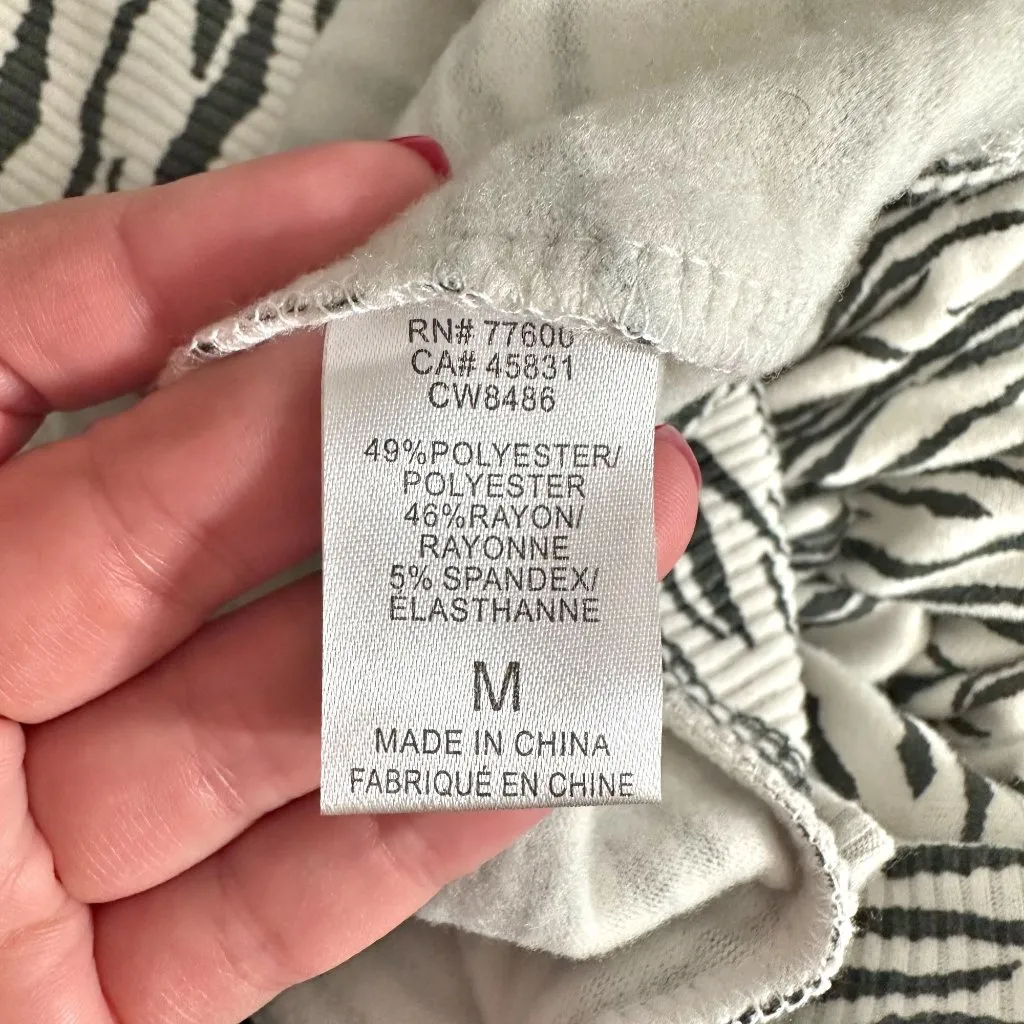 RN# 77600
CA# 45831
CW8486
49%POLYESTER/
POLYESTER
46%RAYON/
RAYONNE
5% SPANDEX/
ELASTHANNE
M
MADE IN CHINA
FABRIQUÉ EN CHINE